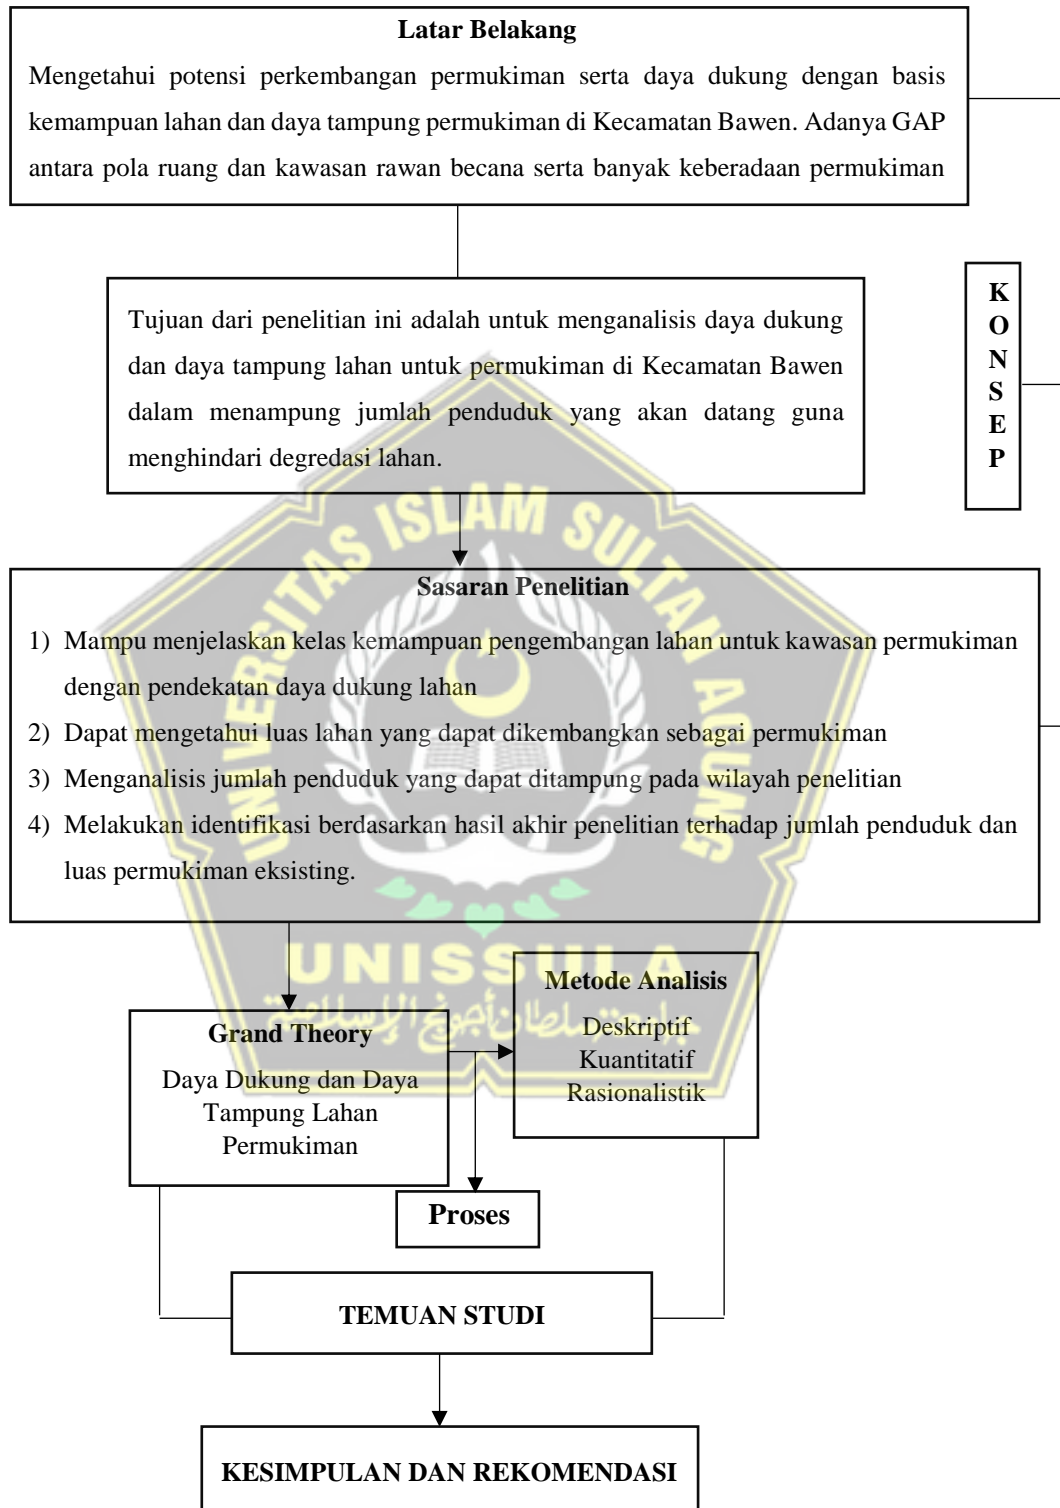 Latar Belakang
Mengetahui potensi perkembangan permukiman serta daya dukung dengan basis
kemampuan lahan dan daya tampung permukiman di Kecamatan Bawen. Adanya GAP
antara pola ruang dan kawasan rawan becana serta banyak keberadaan permukiman
K
O
N
S
E
P
Tujuan dari penelitian ini adalah untuk menganalisis daya dukung
dan daya tampung lahan untuk permukiman di Kecamatan Bawen
dalam menampung jumlah penduduk yang akan datang guna
menghindari degredasi lahan.
UNIVERSITAS ISLAM SULTAN AGUNG
Sasaran Penelitian
1) Mampu menjelaskan kelas kemampuan pengembangan lahan untuk kawasan permukiman
dengan pendekatan daya dukung lahan
2) Dapat mengetahui luas lahan yang dapat dikembangkan sebagai permukiman
3) Menganalisis jumlah penduduk yang dapat ditampung pada wilayah penelitian
4) Melakukan identifikasi berdasarkan hasil akhir penelitian terhadap jumlah penduduk dan
luas permukiman eksisting.
UNISSULA
جامعتسلطان أجونج الإسلامية
Grand Theory
Daya Dukung dan Daya
Tampung Lahan
Permukiman
Metode Analisis
Deskriptif
Kuantitatif
Rasionalistik
Proses
TEMUAN STUDI
KESIMPULAN DAN REKOMENDASI